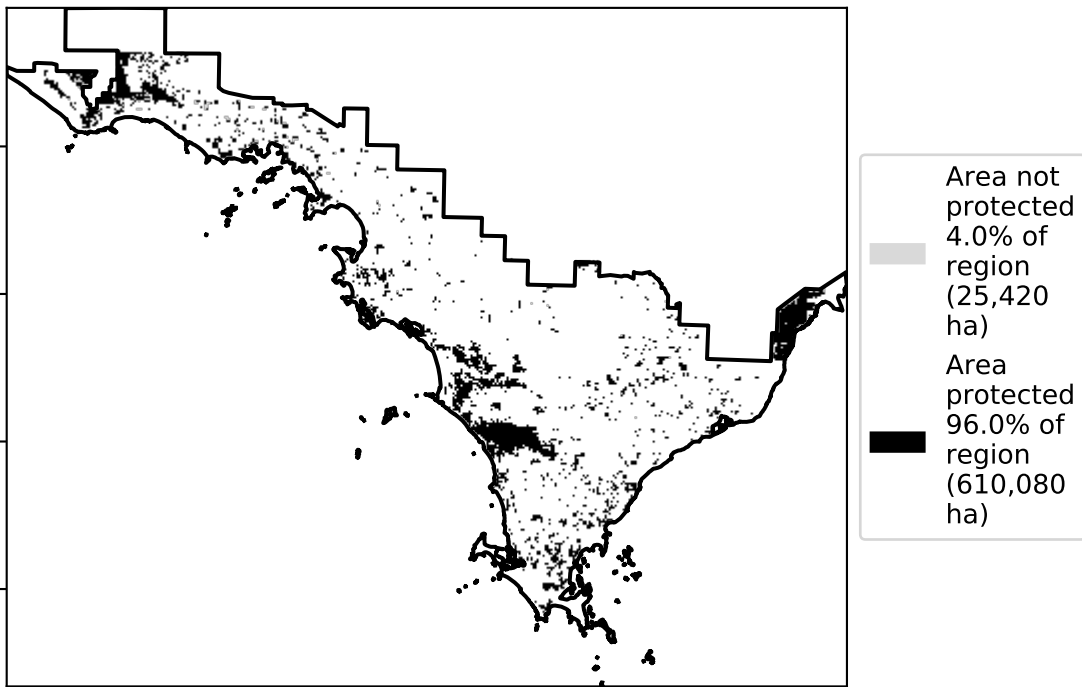 Area not
protected
4.0% of
region
(25,420
ha)
Area
protected
96.0% of
region
(610,080
ha)